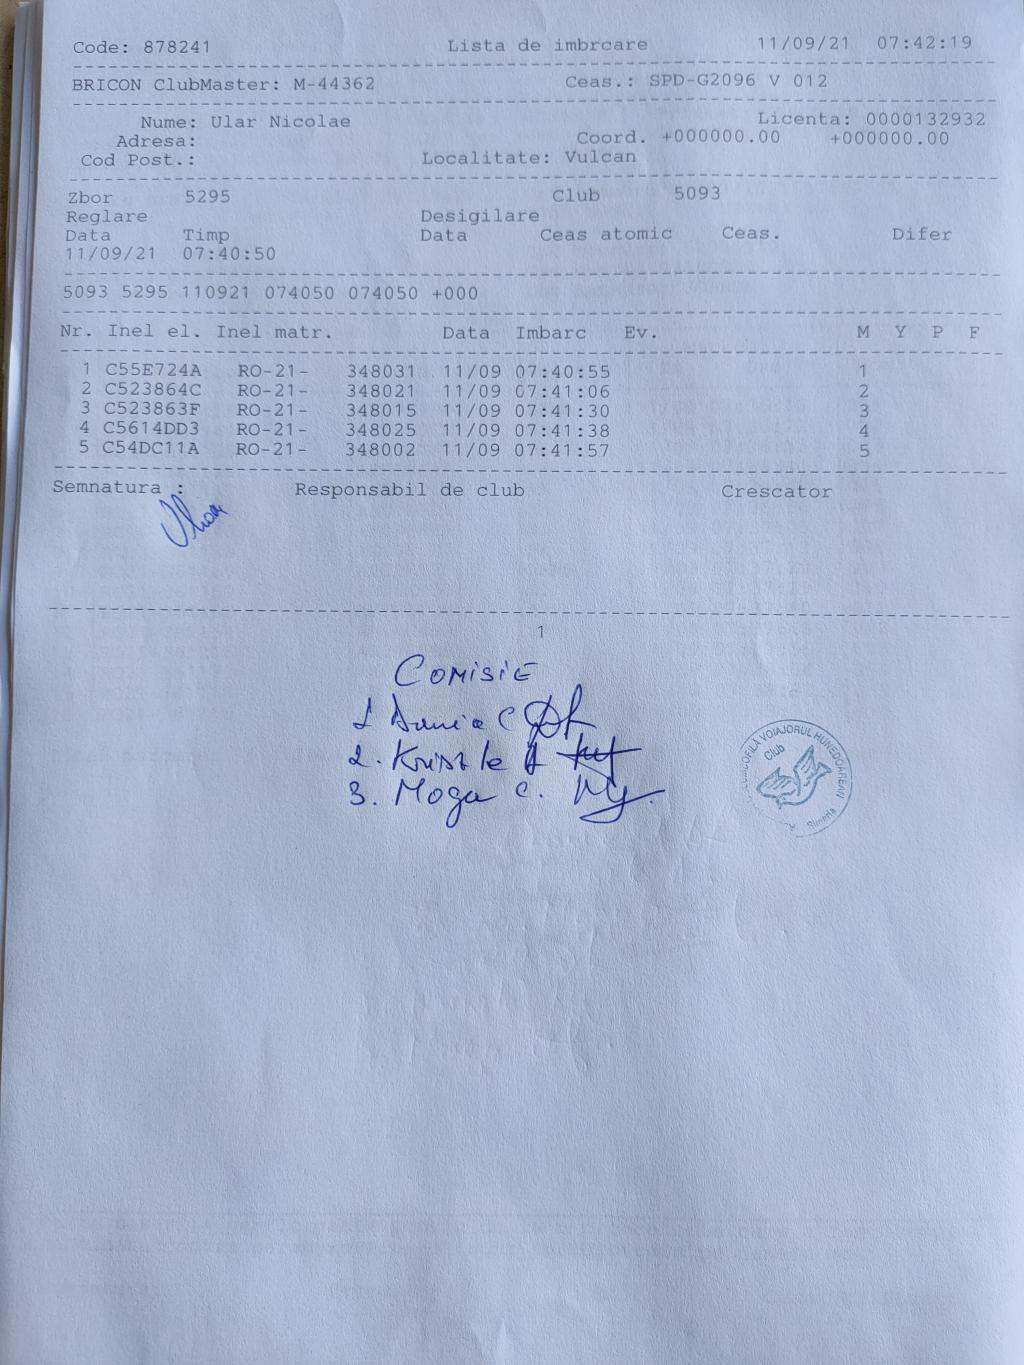 Code: 878241 Lista de imbrcare 11/09/21 07:42:19
BRICON ClubMaster: M-44362 Ceas.: SPD-G2096 V 012
Nume: Ular Nicolae Licenta: 0000132932
Adresa: Coord. +000000.00 +000000.00
Cod Post.: Localitate: Vulcan
Zbor 5295 Club 5093
Reglare Desigilare
Data Timp Data Ceas atomic Ceas. Difer
11/09/21 07:40:50
5093 5295 110921 074050 074050 +000
Nr. Inel el. Inel matr. Data Imbarc Ev. M Y P F
1 C55E724A RO-21- 348031 11/09 07:40:55 1
2 C523864C RO-21- 348021 11/09 07:41:06 2
3 C523863F RO-21- 348015 11/09 07:41:30 3
4 C5614DD3 RO-21- 348025 11/09 07:41:38 4
5 C54DC11A RO-21- 348002 11/09 07:41:57 5
Semnatura : Responsabil de club Crescator
1
COMISIE
1 C
2.
3. Moga C.
VOIAJORUL HUNEDOREAN
Club
Simeria